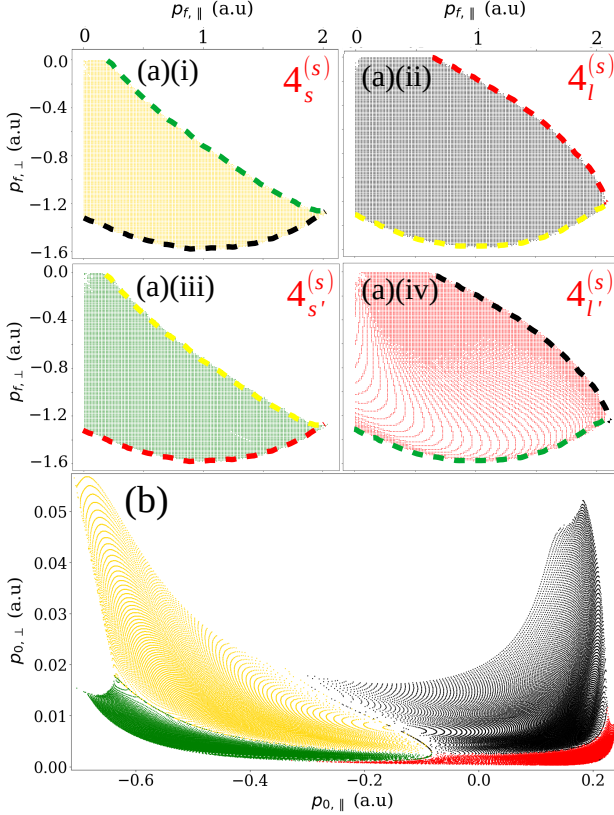 p_{f,∥} (a.u) p_{f,∥} (a.u)
0 1 2 0 1 2
0.0 (a)(i) 4_s^{(s)} (a)(ii) 4_l^{(s)}
−0.4
−0.8
p_{f,⊥} (a.u)
−1.2
−1.6
0.0 (a)(iii) 4_{s'}^{(s)} (a)(iv) 4_{l'}^{(s)}
−0.4
−0.8
p_{f,⊥} (a.u)
−1.2
−1.6
(b)
0.05
0.04
0.03
p_{0,⊥} (a.u)
0.02
0.01
0.00
−0.6 −0.4 −0.2 0.0 0.2
p_{0,∥} (a.u)